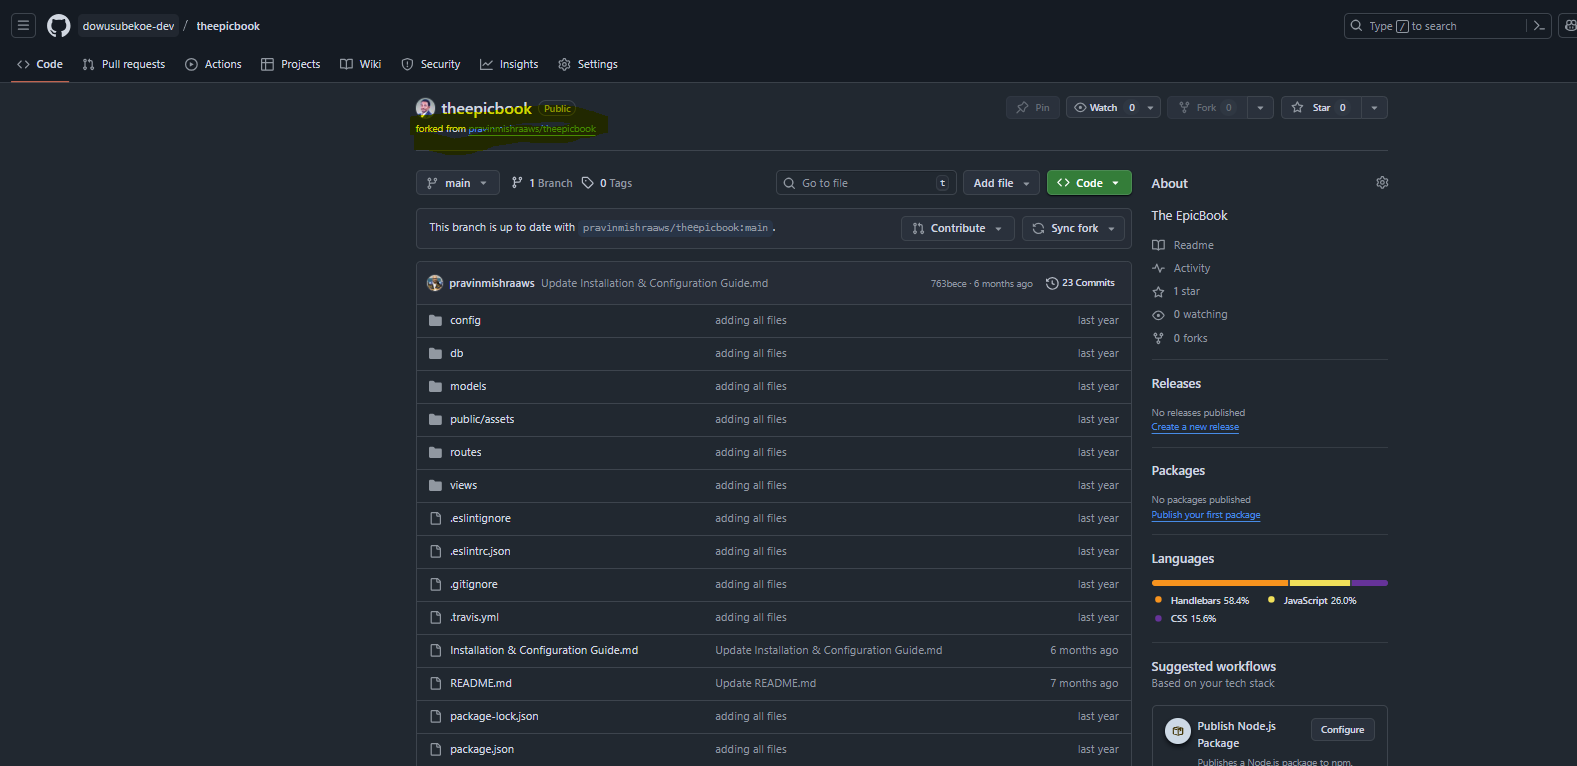 dowusubekoe-dev / theepicbook
Type / to search
Code Pull requests Actions Projects Wiki Security Insights Settings
theepicbook Public
Pin Watch 0 Fork 0 Star 0
forked from pravinmishraaws/theepicbook
main 1 Branch 0 Tags Go to file t Add file Code
This branch is up to date with pravinmishraaws/theepicbook:main. Contribute Sync fork
pravinmishraaws Update Installation & Configuration Guide.md 763bece · 6 months ago 23 Commits
config adding all files last year
db adding all files last year
models adding all files last year
public/assets adding all files last year
routes adding all files last year
views adding all files last year
.eslintignore adding all files last year
.eslintrc.json adding all files last year
.gitignore adding all files last year
.travis.yml adding all files last year
Installation & Configuration Guide.md Update Installation & Configuration Guide.md 6 months ago
README.md Update README.md 7 months ago
package-lock.json adding all files last year
package.json adding all files last year
About
The EpicBook
Readme
Activity
1 star
0 watching
0 forks
Releases
No releases published
Create a new release
Packages
No packages published
Publish your first package
Languages
Handlebars 58.4% JavaScript 26.0%
CSS 15.6%
Suggested workflows
Based on your tech stack
Publish Node.js Package Configure
Publishes a Node.js package to npm.